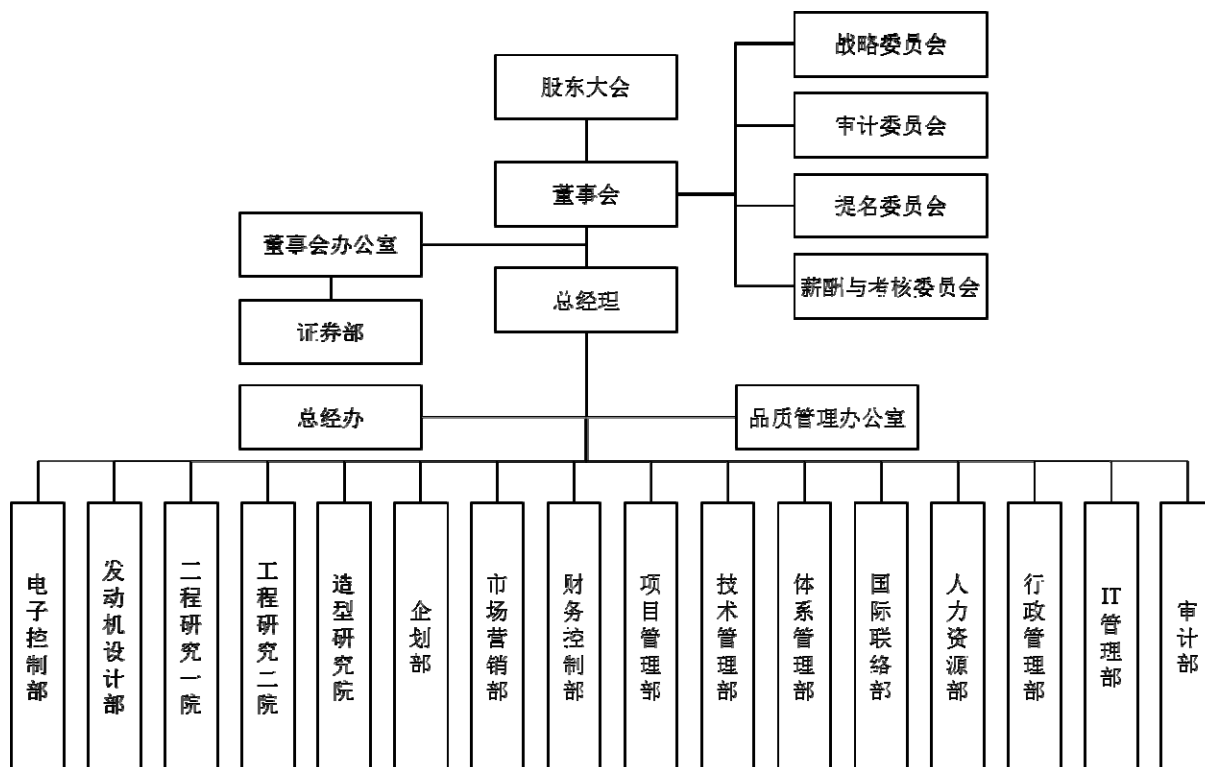 战略委员会
股东大会
审计委员会
董事会
提名委员会
董事会办公室
总经理
薪酬与考核委员会
证券部
总经办
品质管理办公室
电子控制部
发动机设计部
二程研究一院
工程研究二院
造型研究院
企划部
市场营销部
财务控制部
项目管理部
技术管理部
体系管理部
国际联络部
人力资源部
行政管理部
IT管理部
审计部